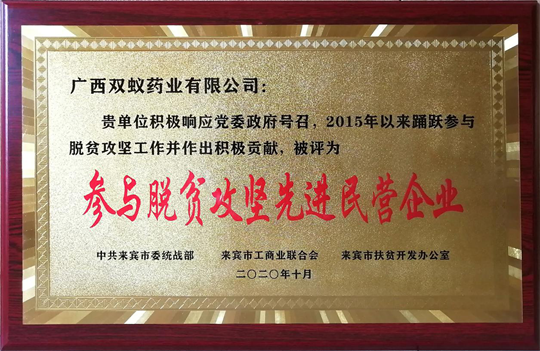 广西双蚁药业有限公司：
贵单位积极响应党委政府号召，2015年以来踊跃参与
脱贫攻坚工作并作出积极贡献，被评为
参与脱贫攻坚先进民营企业
中共来宾市委统战部 来宾市工商业联合会 来宾市扶贫开发办公室
二〇二〇年十月